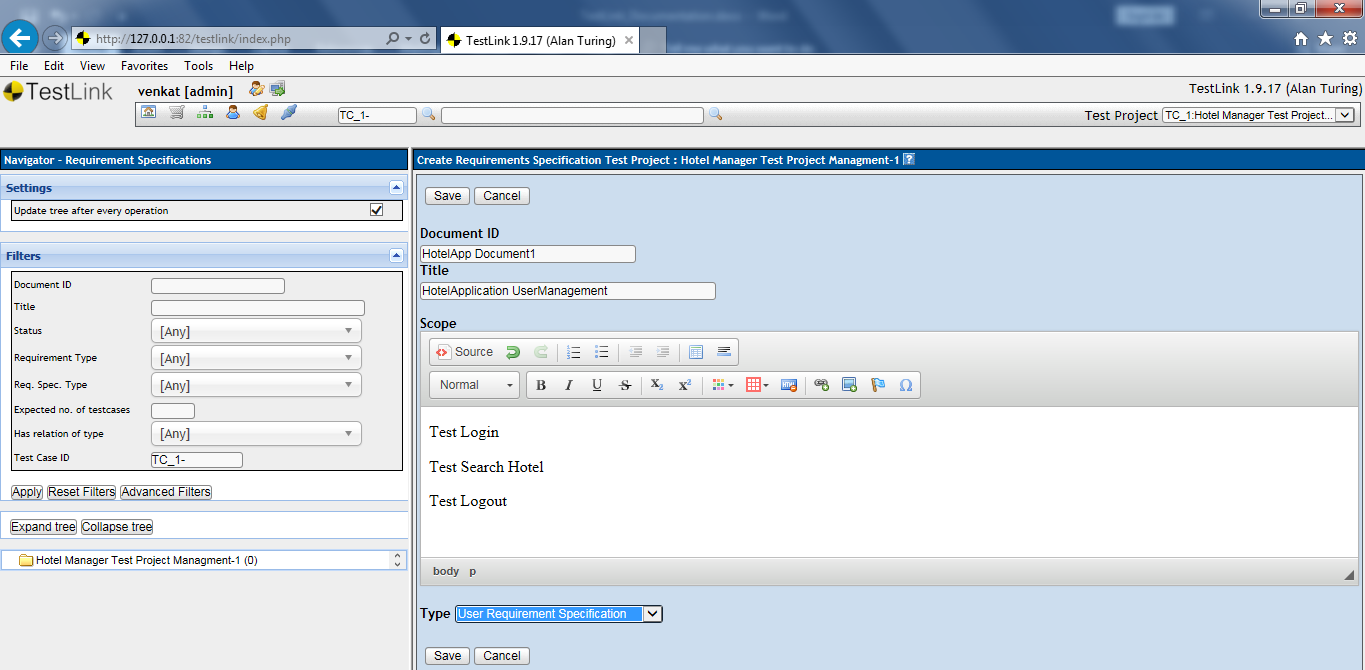 http://127.0.0.1:82/testlink/index.php
TestLink 1.9.17 (Alan Turing)
File Edit View Favorites Tools Help
TestLink venkat [admin] TestLink 1.9.17 (Alan Turing)
TC_1- Test Project TC_1:Hotel Manager Test Project...
Navigator - Requirement Specifications
Settings
Update tree after every operation
Filters
Document ID
Title
Status [Any]
Requirement Type [Any]
Req. Spec. Type [Any]
Expected no. of testcases
Has relation of type [Any]
Test Case ID TC_1-
Apply Reset Filters Advanced Filters
Expand tree Collapse tree
Hotel Manager Test Project Managment-1 (0)
Create Requirements Specification Test Project : Hotel Manager Test Project Managment-1 ?
Save Cancel
Document ID
HotelApp Document1
Title
HotelApplication UserManagement
Scope
Source
Normal B I U S X2 X2 Ω
Test Login
Test Search Hotel
Test Logout
body p
Type User Requirement Specification
Save Cancel